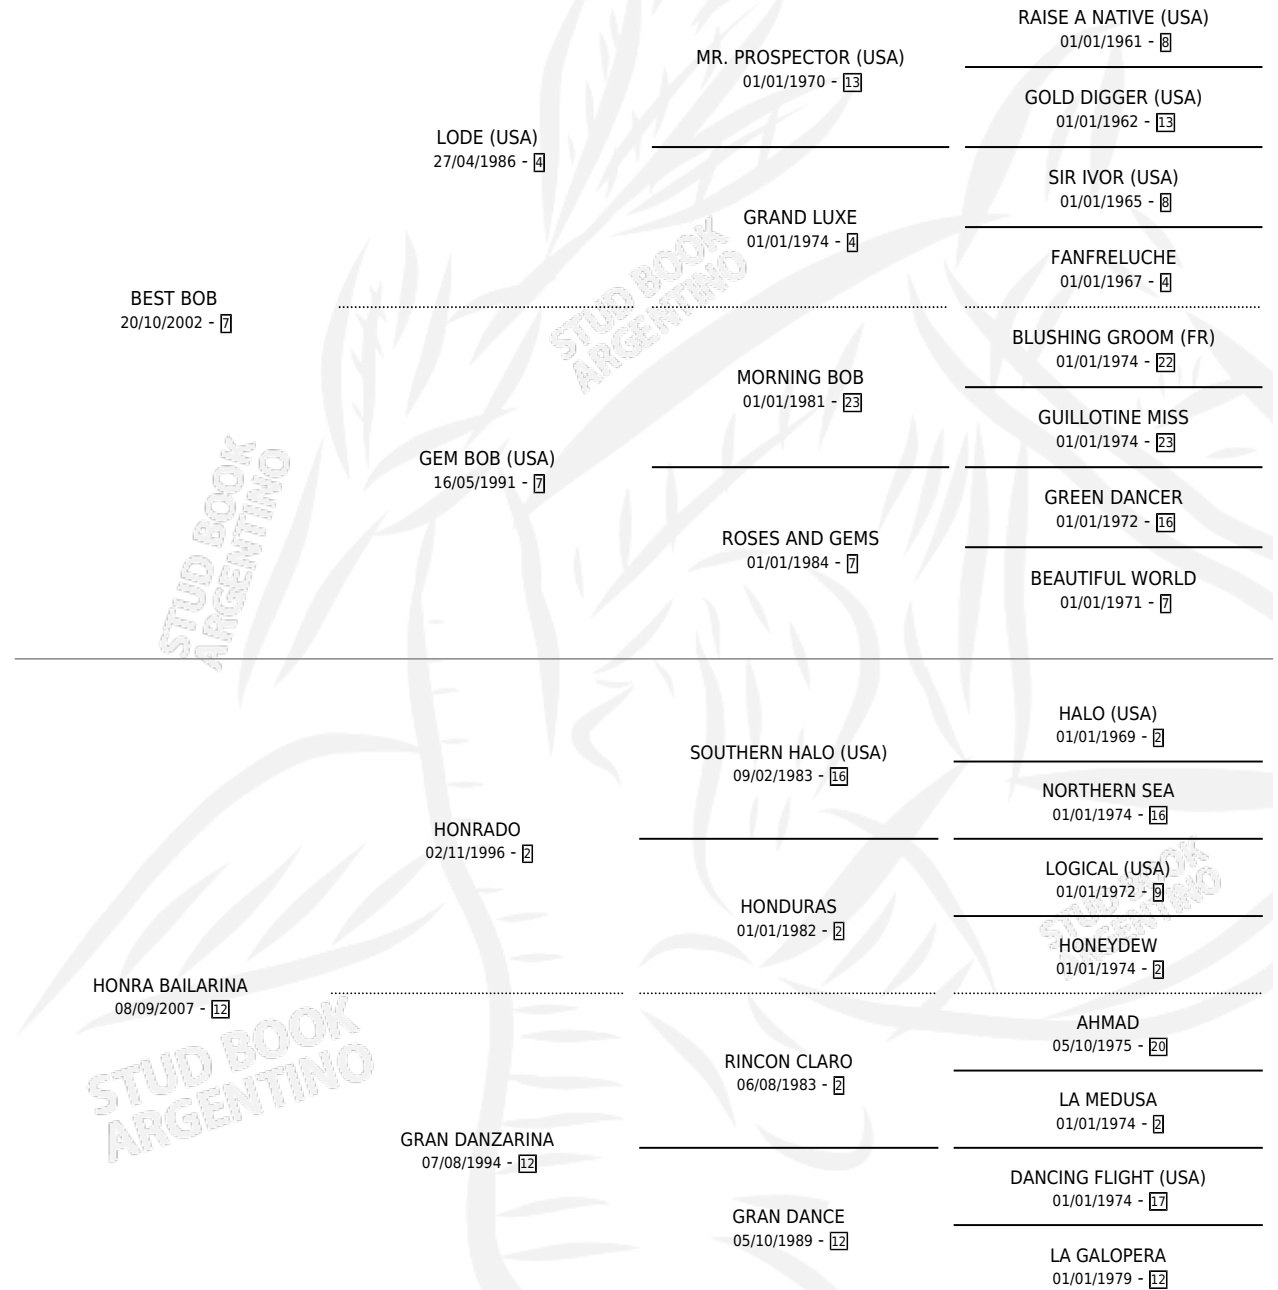 RAISE A NATIVE (USA)
01/01/1961 - 8
MR. PROSPECTOR (USA)
01/01/1970 - 13
GOLD DIGGER (USA)
01/01/1962 - 13
LODE (USA)
27/04/1986 - 4
SIR IVOR (USA)
01/01/1965 - 8
GRAND LUXE
01/01/1974 - 4
FANFRELUCHE
01/01/1967 - 4
BEST BOB
20/10/2002 - 7
BLUSHING GROOM (FR)
01/01/1974 - 22
MORNING BOB
01/01/1981 - 23
GUILLOTINE MISS
01/01/1974 - 23
GEM BOB (USA)
16/05/1991 - 7
GREEN DANCER
01/01/1972 - 16
ROSES AND GEMS
01/01/1984 - 7
BEAUTIFUL WORLD
01/01/1971 - 7
HALO (USA)
01/01/1969 - 2
SOUTHERN HALO (USA)
09/02/1983 - 16
NORTHERN SEA
01/01/1974 - 16
HONRADO
02/11/1996 - 2
LOGICAL (USA)
01/01/1972 - 9
HONDURAS
01/01/1982 - 2
HONEYDEW
01/01/1974 - 2
HONRA BAILARINA
08/09/2007 - 12
AHMAD
05/10/1975 - 20
RINCON CLARO
06/08/1983 - 2
LA MEDUSA
01/01/1974 - 2
GRAN DANZARINA
07/08/1994 - 12
DANCING FLIGHT (USA)
01/01/1974 - 17
GRAN DANCE
05/10/1989 - 12
LA GALOPERA
01/01/1979 - 12
STUD BOOK
ARGENTINO
STUD BOOK
ARGENTINO
STUD BOOK
ARGENTINO
STUD BOOK
ARGENTINO